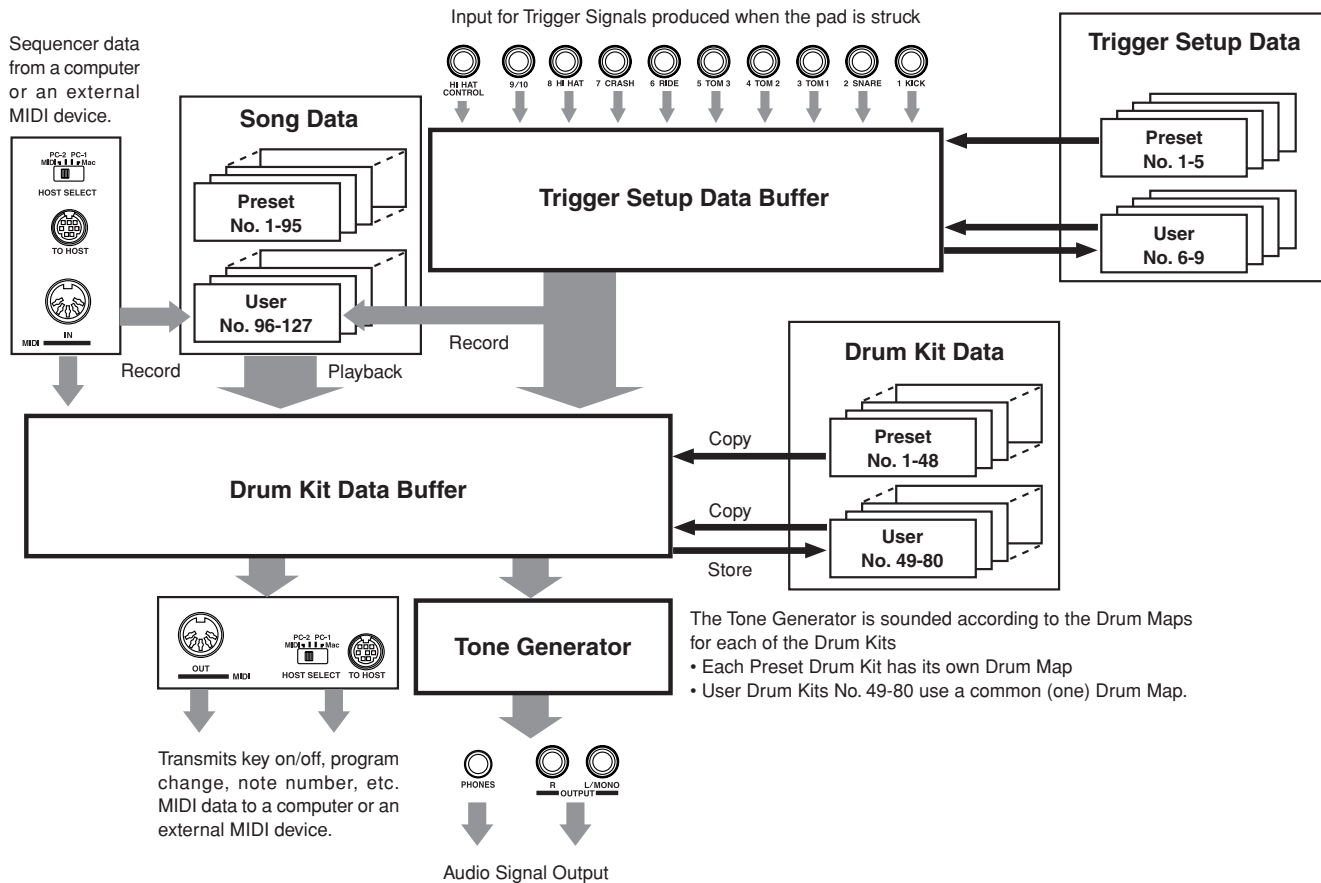 Input for Trigger Signals produced when the pad is struck
Sequencer data
from a computer
or an external
MIDI device.
HI HAT
CONTROL
9/10
8 HI HAT
7 CRASH
6 RIDE
5 TOM 3
4 TOM 2
3 TOM 1
2 SNARE
1 KICK
Trigger Setup Data
Preset
No. 1-5
User
No. 6-9
Song Data
Preset
No. 1-95
User
No. 96-127
PC-2 PC-1
MIDI Mac
HOST SELECT
TO HOST
IN
MIDI
Trigger Setup Data Buffer
Record
Record
Playback
Drum Kit Data
Preset
No. 1-48
User
No. 49-80
Copy
Copy
Store
Drum Kit Data Buffer
OUT
MIDI
PC-2 PC-1
MIDI Mac
HOST SELECT
TO HOST
Tone Generator
The Tone Generator is sounded according to the Drum Maps
for each of the Drum Kits
• Each Preset Drum Kit has its own Drum Map
• User Drum Kits No. 49-80 use a common (one) Drum Map.
Transmits key on/off, program
change, note number, etc.
MIDI data to a computer or an
external MIDI device.
PHONES
R
L/MONO
OUTPUT
Audio Signal Output